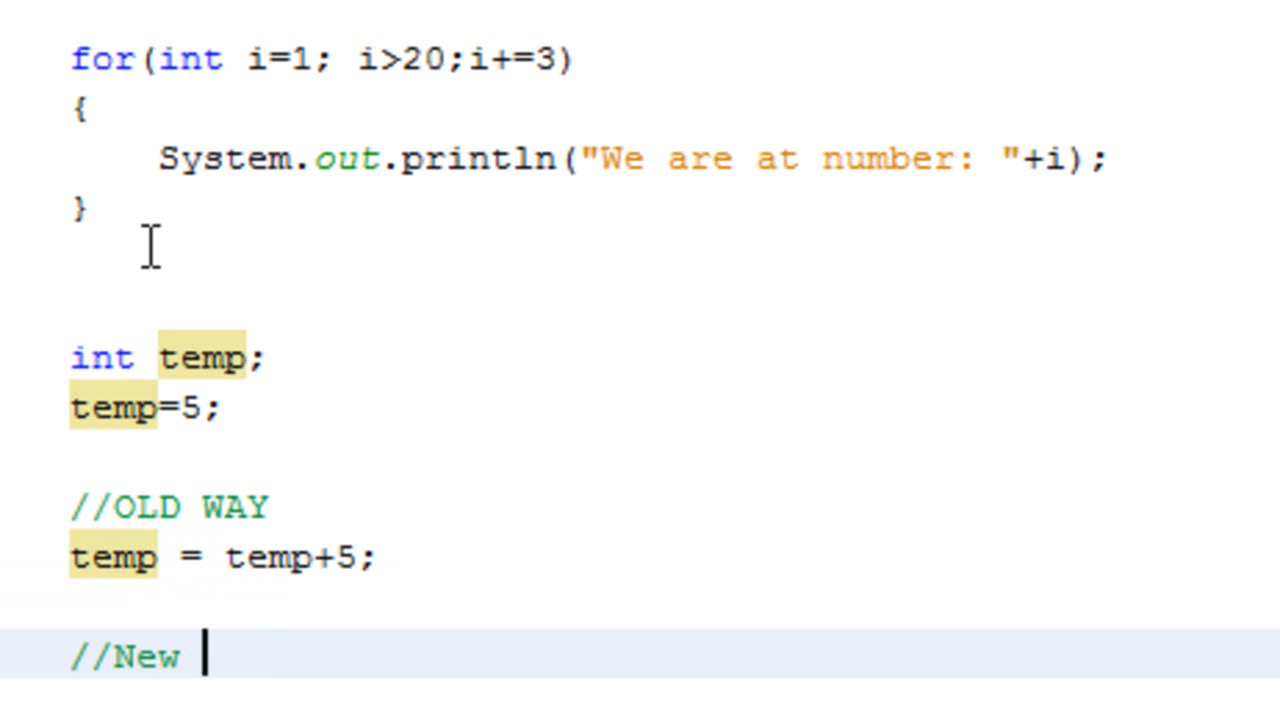 for(int i=1; i>20;i+=3)
{
System.out.println("We are at number: "+i);
}
int temp;
temp=5;
//OLD WAY
temp = temp+5;
//New